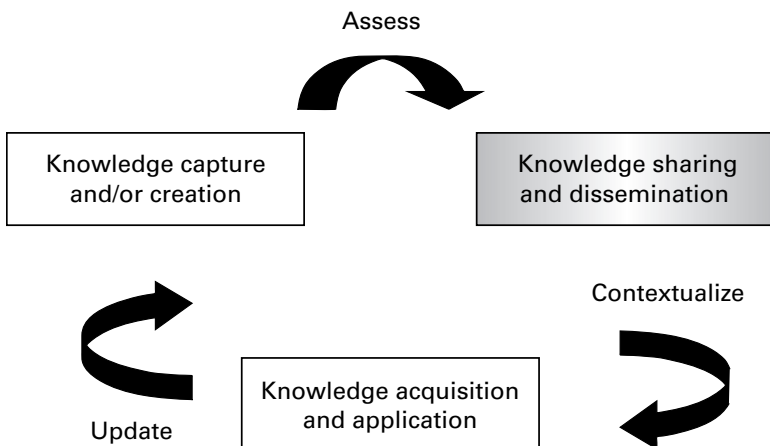 Assess
Knowledge capture
and/or creation
Knowledge sharing
and dissemination
Contextualize
Knowledge acquisition
and application
Update